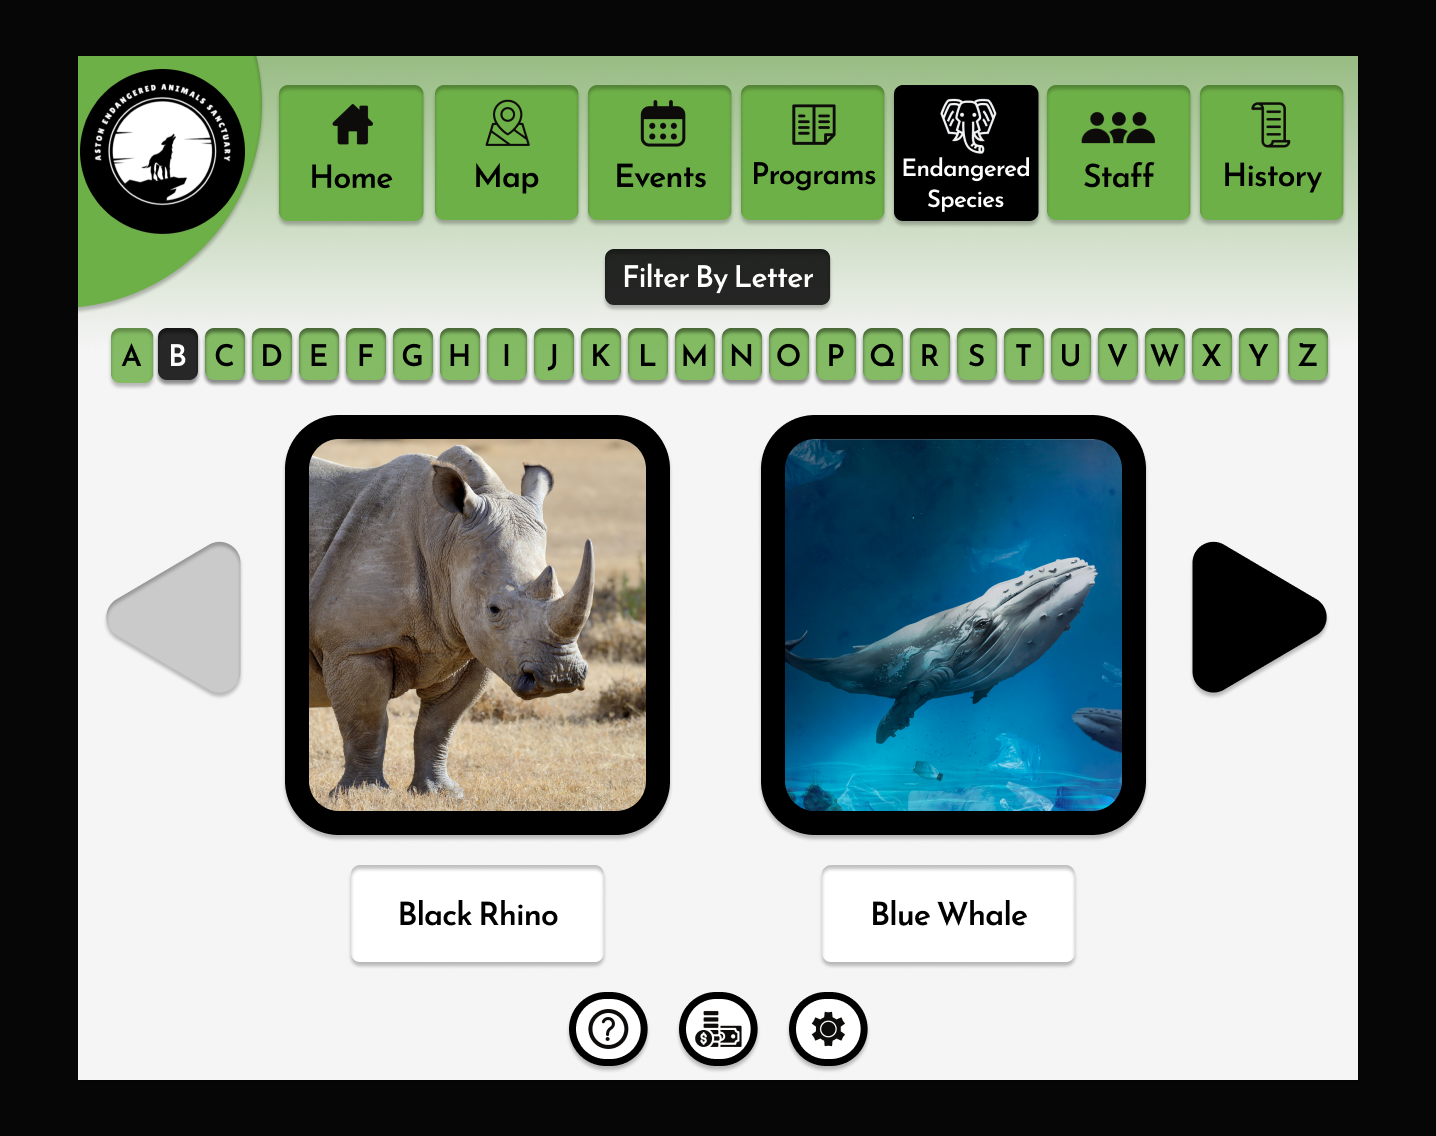 ASTON ENDANGERED ANIMALS SANCTUARY
Home
Map
Events
Programs
Endangered
Species
Staff
History
Filter By Letter
A B C D E F G H I J K L M N O P Q R S T U V W X Y Z
Black Rhino
Blue Whale
?
$